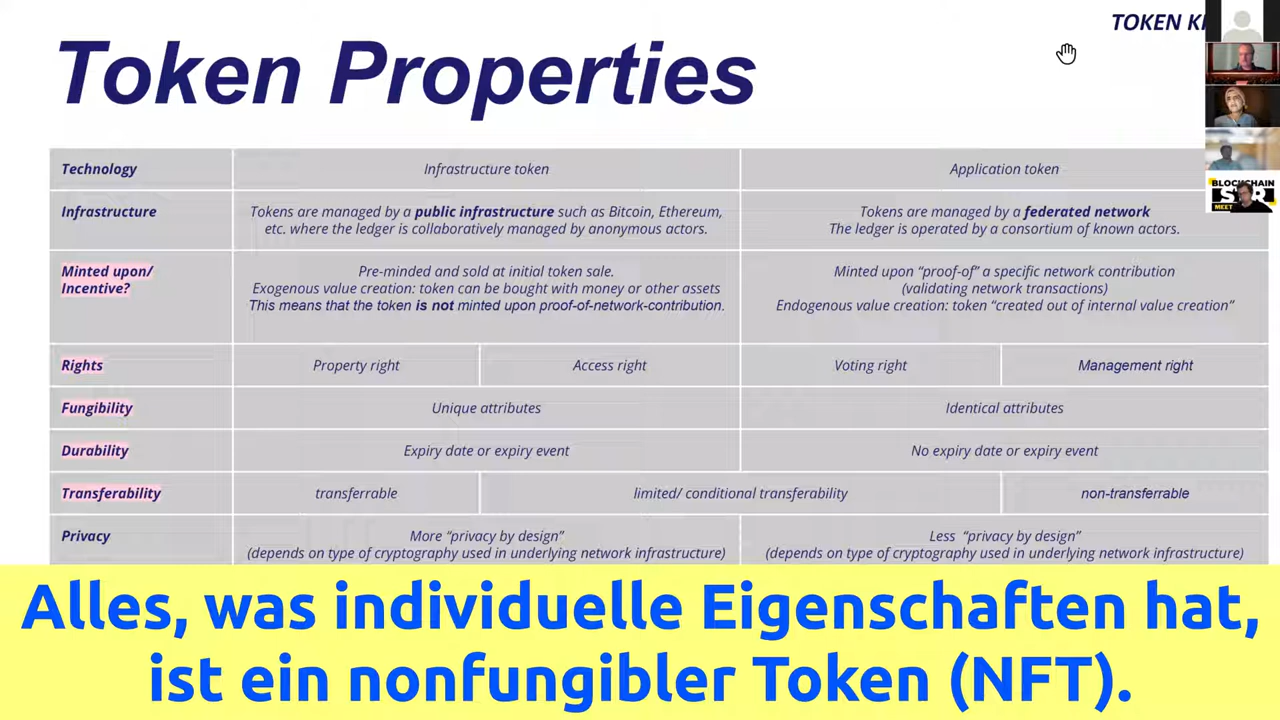 TOKEN KI
Token Properties
BLOCKCHAIN
MEET
Technology Infrastructure token Application token
Infrastructure Tokens are managed by a public infrastructure such as Bitcoin, Ethereum, etc. where the ledger is collaboratively managed by anonymous actors. Tokens are managed by a federated network The ledger is operated by a consortium of known actors.
Minted upon/ Incentive? Pre-minded and sold at initial token sale. Exogenous value creation: token can be bought with money or other assets This means that the token is not minted upon proof-of-network-contribution. Minted upon “proof-of” a specific network contribution (validating network transactions) Endogenous value creation: token “created out of internal value creation”
Rights Property right Access right Voting right Management right
Fungibility Unique attributes Identical attributes
Durability Expiry date or expiry event No expiry date or expiry event
Transferability transferrable limited/ conditional transferability non-transferrable
Privacy More “privacy by design” (depends on type of cryptography used in underlying network infrastructure) Less “privacy by design” (depends on type of cryptography used in underlying network infrastructure)
Alles, was individuelle Eigenschaften hat,
ist ein nonfungibler Token (NFT).